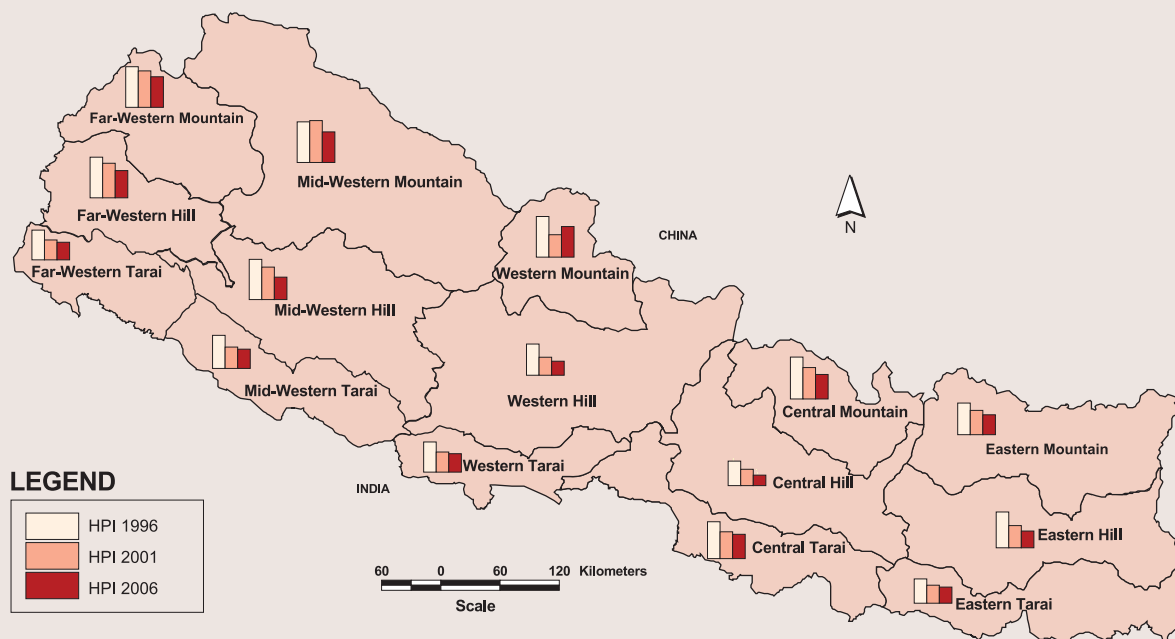 Far-Western Mountain
Mid-Western Mountain
Far-Western Hill
CHINA
N
Far-Western Tarai
Western Mountain
Mid-Western Hill
Mid-Western Tarai
Western Hill
Central Mountain
Eastern Mountain
Western Tarai
INDIA
Central Hill
Eastern Hill
Central Tarai
Eastern Tarai
LEGEND
HPI 1996
HPI 2001
HPI 2006
60 0 60 120 Kilometers
Scale